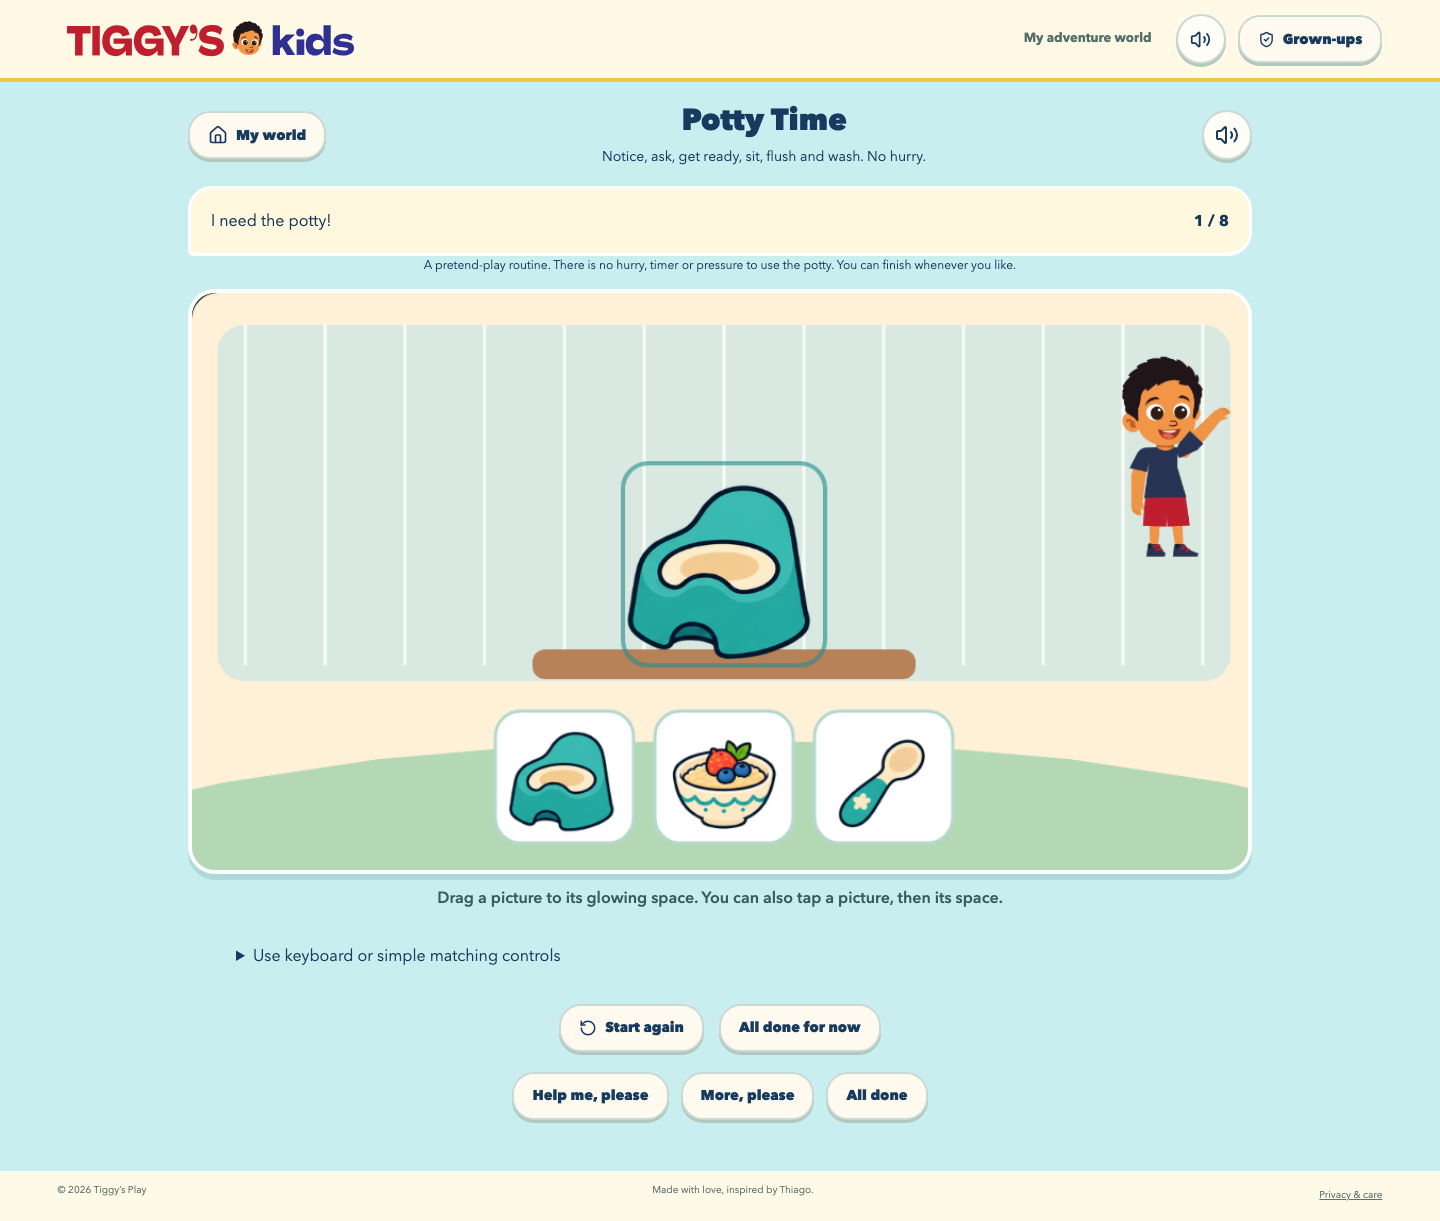 TIGGY'S kids
My adventure world
Grown-ups
My world
Potty Time
Notice, ask, get ready, sit, flush and wash. No hurry.
I need the potty!
1 / 8
A pretend-play routine. There is no hurry, timer or pressure to use the potty. You can finish whenever you like.
Drag a picture to its glowing space. You can also tap a picture, then its space.
Use keyboard or simple matching controls
Start again
All done for now
Help me, please
More, please
All done
© 2026 Tiggy's Play
Made with love, inspired by Thiago.
Privacy & care